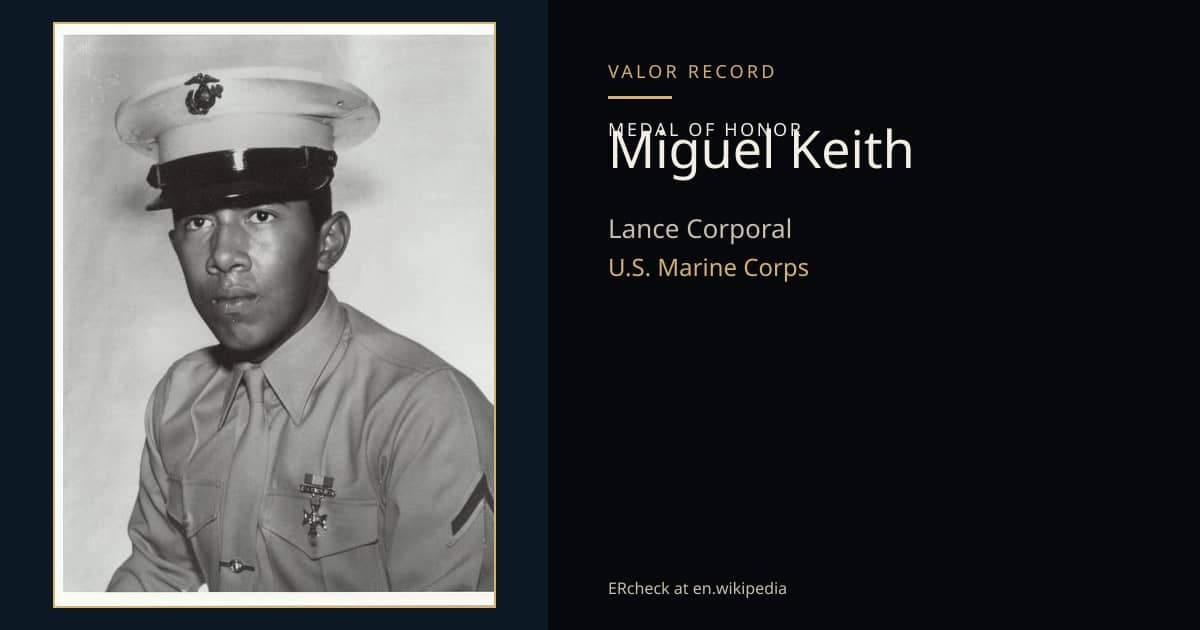 VALOR RECORD
MEDAL OF HONOR
Miguel Keith
Lance Corporal
U.S. Marine Corps
ERcheck at en.wikipedia